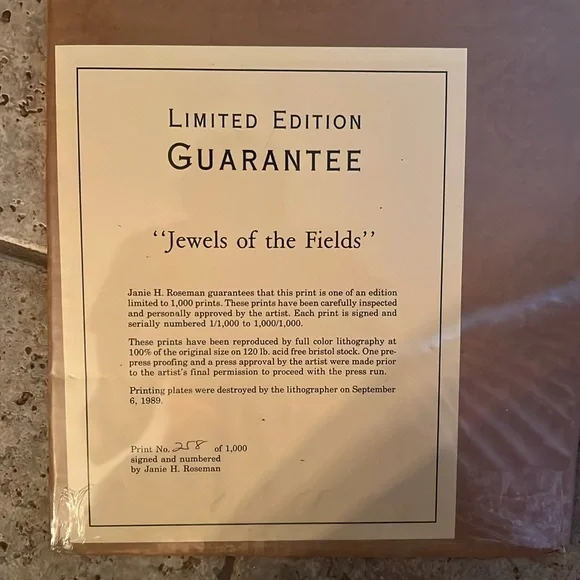 LIMITED EDITION
GUARANTEE
‘‘Jewels of the Fields’’
Janie H. Roseman guarantees that this print is one of an edition
limited to 1,000 prints. These prints have been carefully inspected
and personally approved by the artist. Each print is signed and
serially numbered 1/1,000 to 1,000/1,000.
These prints have been reproduced by full color lithography at
100% of the original size on 120 lb. acid free bristol stock. One pre-
press proofing and a press approval by the artist were made prior
to the artist's final permission to proceed with the press run.
Printing plates were destroyed by the lithographer on September
6, 1989.
Print No. 258 of 1,000
signed and numbered
by Janie H. Roseman